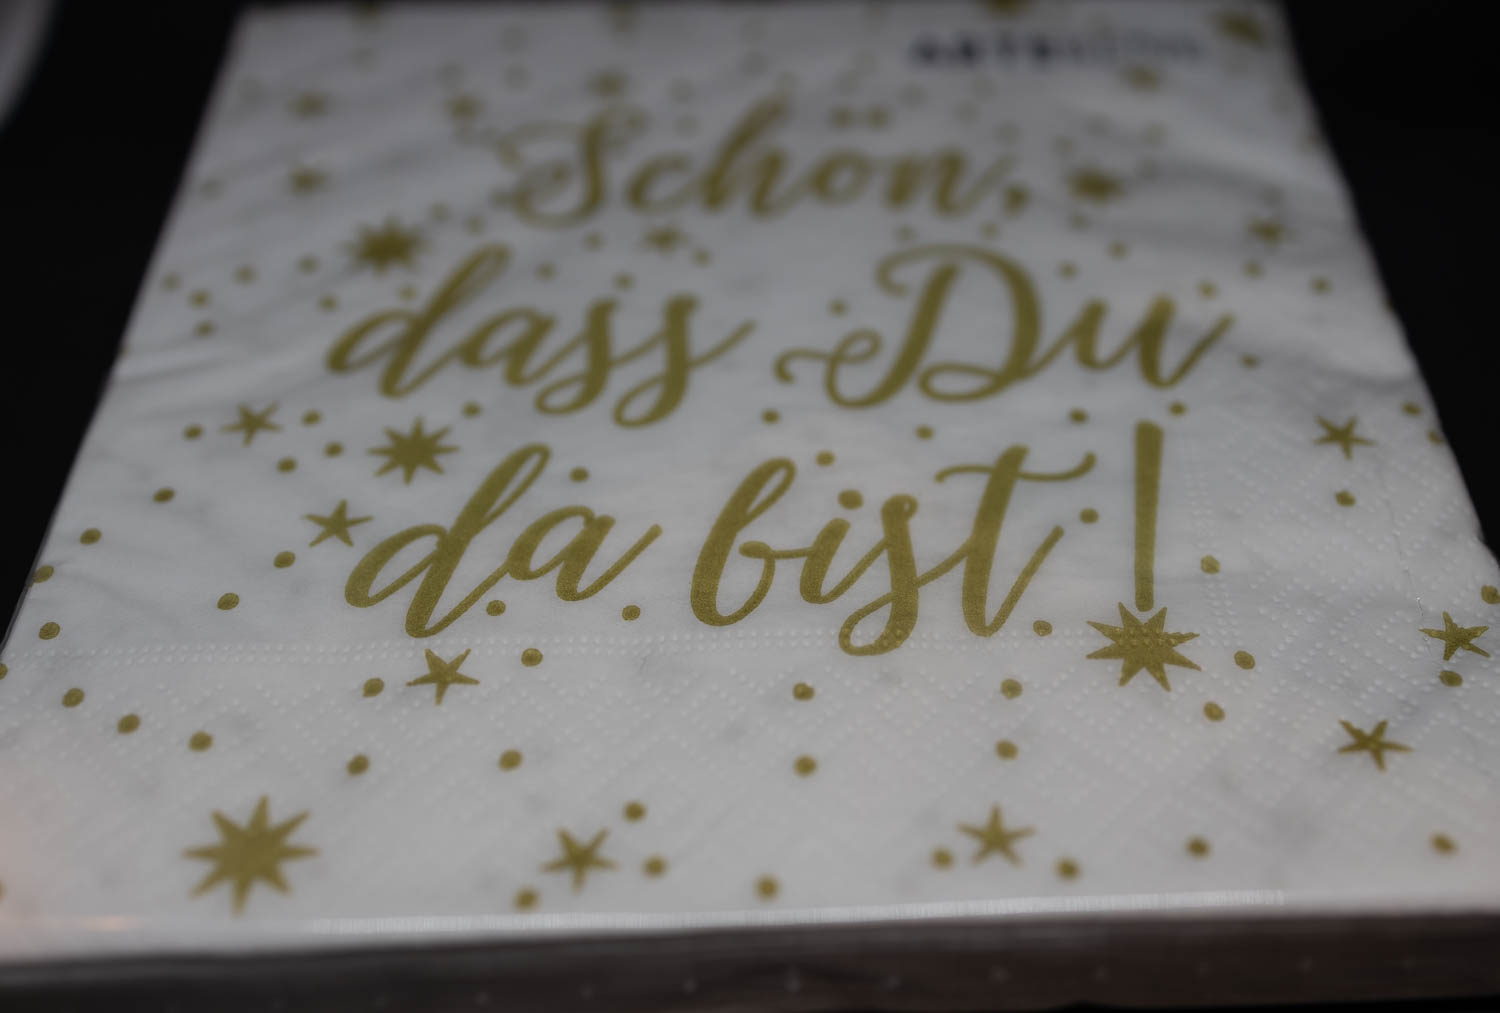 Schön,
dass Du
da bist!